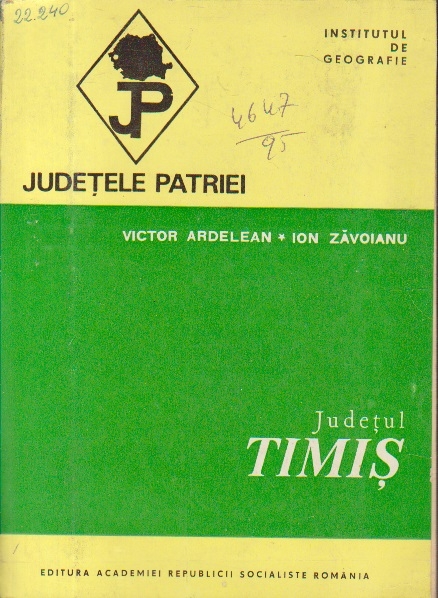 22.240
INSTITUTUL
DE
GEOGRAFIE
JP
4647
95
JUDEȚELE PATRIEI
VICTOR ARDELEAN * ION ZĂVOIANU
Județul
TIMIȘ
EDITURA ACADEMIEI REPUBLICII SOCIALISTE ROMÂNIA